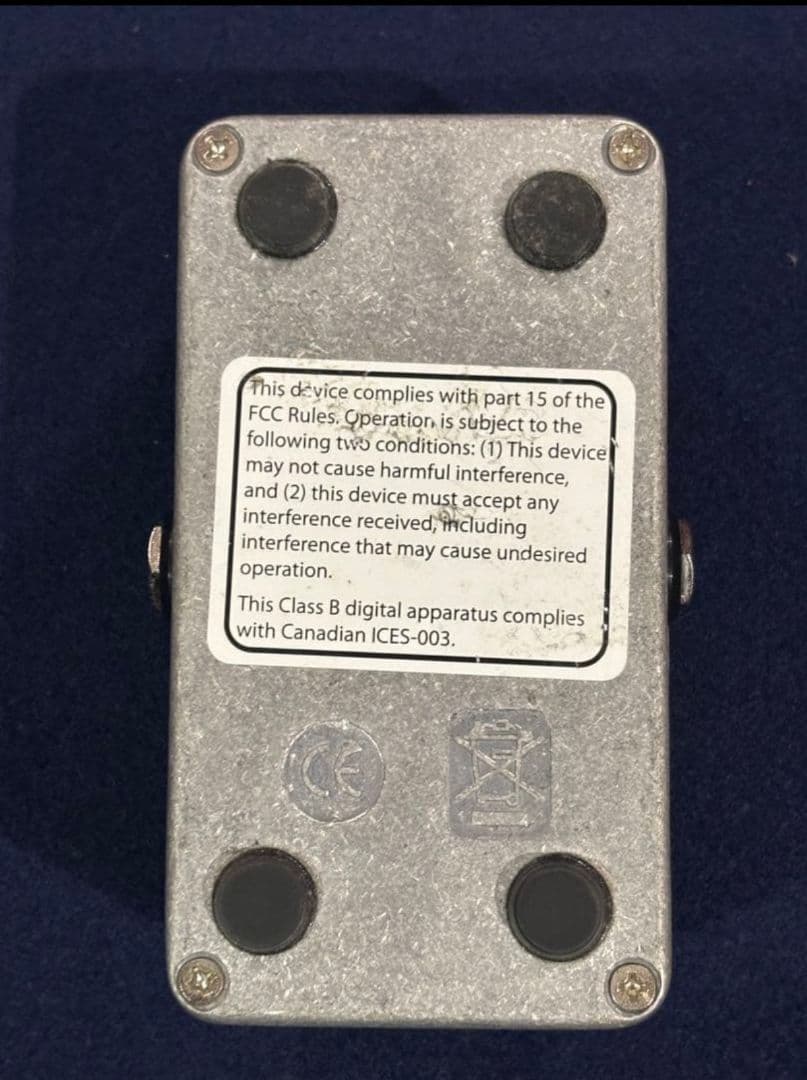 This device complies with part 15 of the
FCC Rules. Operation is subject to the
following two conditions: (1) This device
may not cause harmful interference,
and (2) this device must accept any
interference received, including
interference that may cause undesired
operation.
This Class B digital apparatus complies
with Canadian ICES-003.
CE